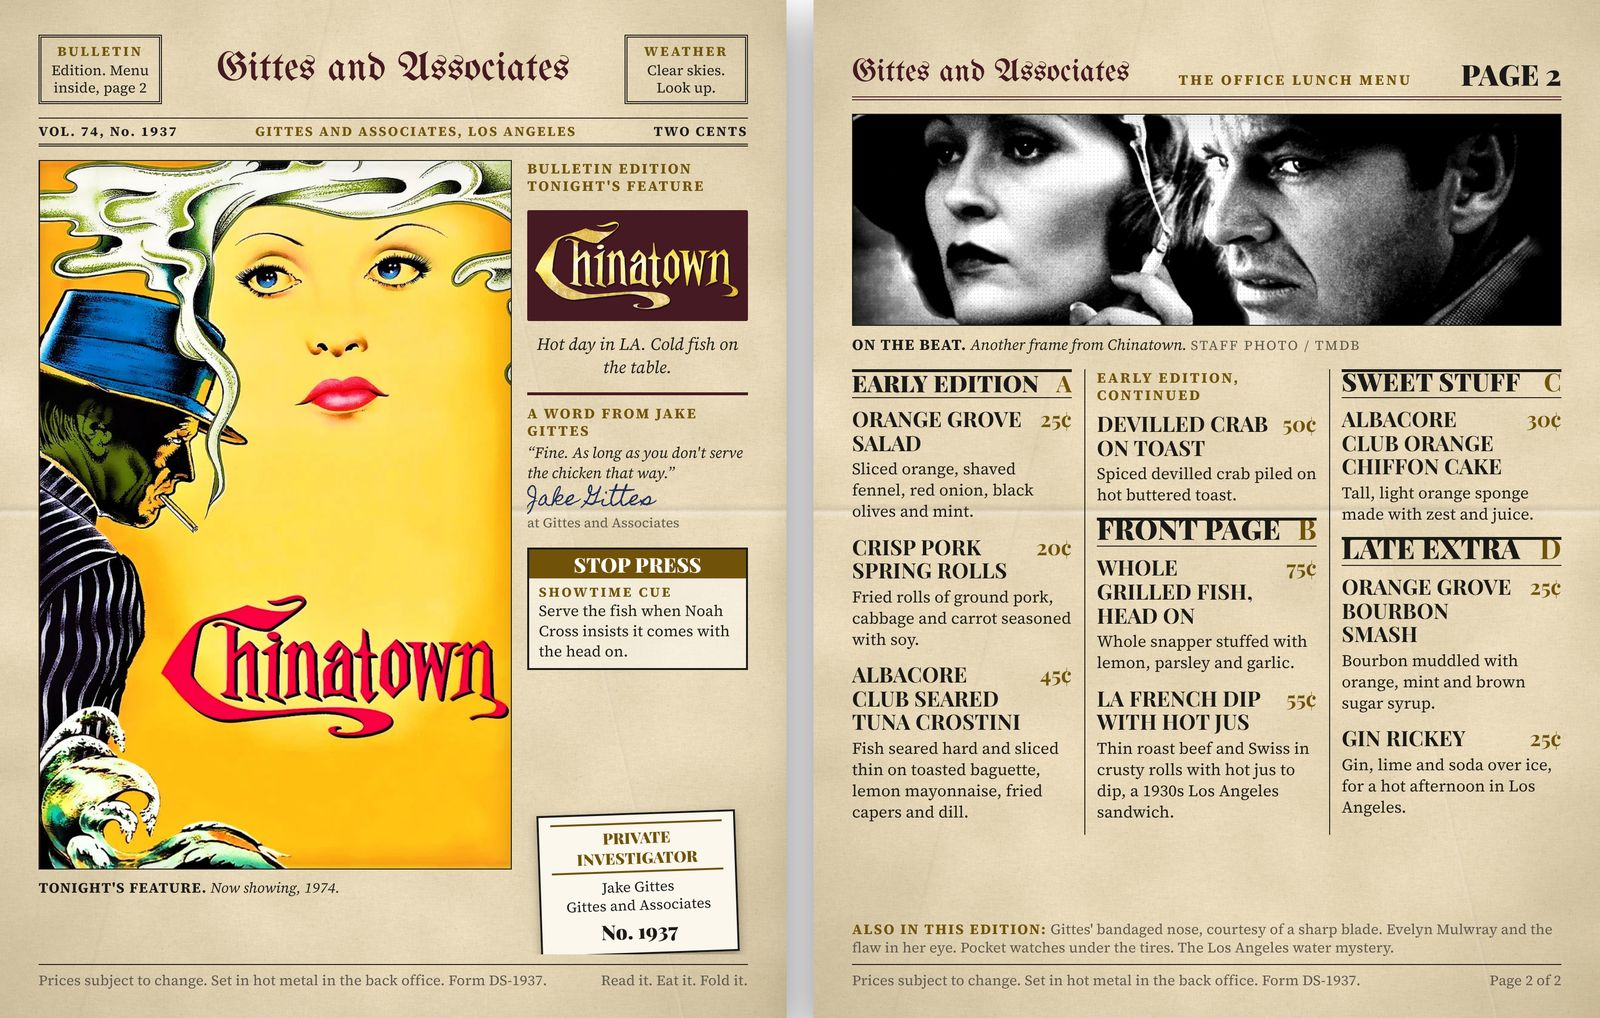 BULLETIN
Edition. Menu
inside, page 2
Gittes and Associates
WEATHER
Clear skies.
Look up.
VOL. 74, No. 1937
GITTES AND ASSOCIATES, LOS ANGELES
TWO CENTS
Chinatown
TONIGHT'S FEATURE. Now showing, 1974.
BULLETIN EDITION
TONIGHT'S FEATURE
Chinatown
Hot day in LA. Cold fish on
the table.
A WORD FROM JAKE
GITTES
“Fine. As long as you don't serve
the chicken that way.”
Jake Gittes
at Gittes and Associates
STOP PRESS
SHOWTIME CUE
Serve the fish when Noah
Cross insists it comes with
the head on.
PRIVATE
INVESTIGATOR
Jake Gittes
Gittes and Associates
No. 1937
Prices subject to change. Set in hot metal in the back office. Form DS-1937.
Read it. Eat it. Fold it.
Gittes and Associates
THE OFFICE LUNCH MENU
PAGE 2
ON THE BEAT. Another frame from Chinatown. STAFF PHOTO / TMDB
EARLY EDITION A
ORANGE GROVE 25¢
SALAD
Sliced orange, shaved
fennel, red onion, black
olives and mint.
CRISP PORK 20¢
SPRING ROLLS
Fried rolls of ground pork,
cabbage and carrot seasoned
with soy.
ALBACORE 45¢
CLUB SEARED
TUNA CROSTINI
Fish seared hard and sliced
thin on toasted baguette,
lemon mayonnaise, fried
capers and dill.
EARLY EDITION,
CONTINUED
DEVILLED CRAB 50¢
ON TOAST
Spiced devilled crab piled on
hot buttered toast.
FRONT PAGE B
WHOLE 75¢
GRILLED FISH,
HEAD ON
Whole snapper stuffed with
lemon, parsley and garlic.
LA FRENCH DIP 55¢
WITH HOT JUS
Thin roast beef and Swiss in
crusty rolls with hot jus to
dip, a 1930s Los Angeles
sandwich.
SWEET STUFF C
ALBACORE 30¢
CLUB ORANGE
CHIFFON CAKE
Tall, light orange sponge
made with zest and juice.
LATE EXTRA D
ORANGE GROVE 25¢
BOURBON
SMASH
Bourbon muddled with
orange, mint and brown
sugar syrup.
GIN RICKEY 25¢
Gin, lime and soda over ice,
for a hot afternoon in Los
Angeles.
ALSO IN THIS EDITION: Gittes' bandaged nose, courtesy of a sharp blade. Evelyn Mulwray and the
flaw in her eye. Pocket watches under the tires. The Los Angeles water mystery.
Prices subject to change. Set in hot metal in the back office. Form DS-1937.
Page 2 of 2